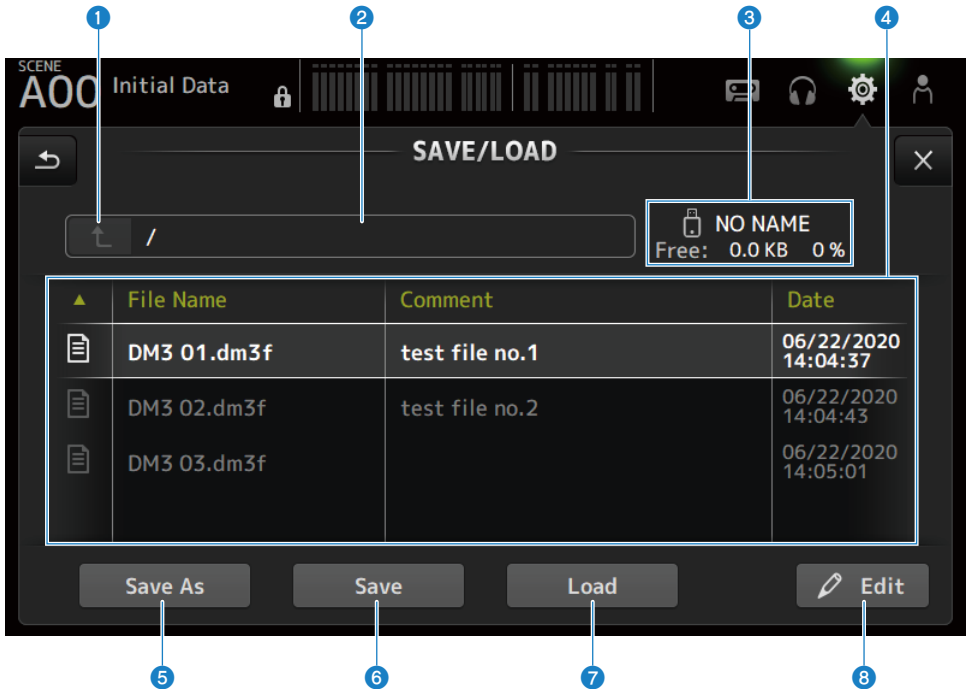 1 2 3 4
SCENE
A00 Initial Data
SAVE/LOAD
/
NO NAME
Free: 0.0 KB 0 %
▲ File Name Comment Date
DM3 01.dm3f test file no.1 06/22/2020
14:04:37
DM3 02.dm3f test file no.2 06/22/2020
14:04:43
DM3 03.dm3f 06/22/2020
14:05:01
Save As Save Load Edit
5 6 7 8